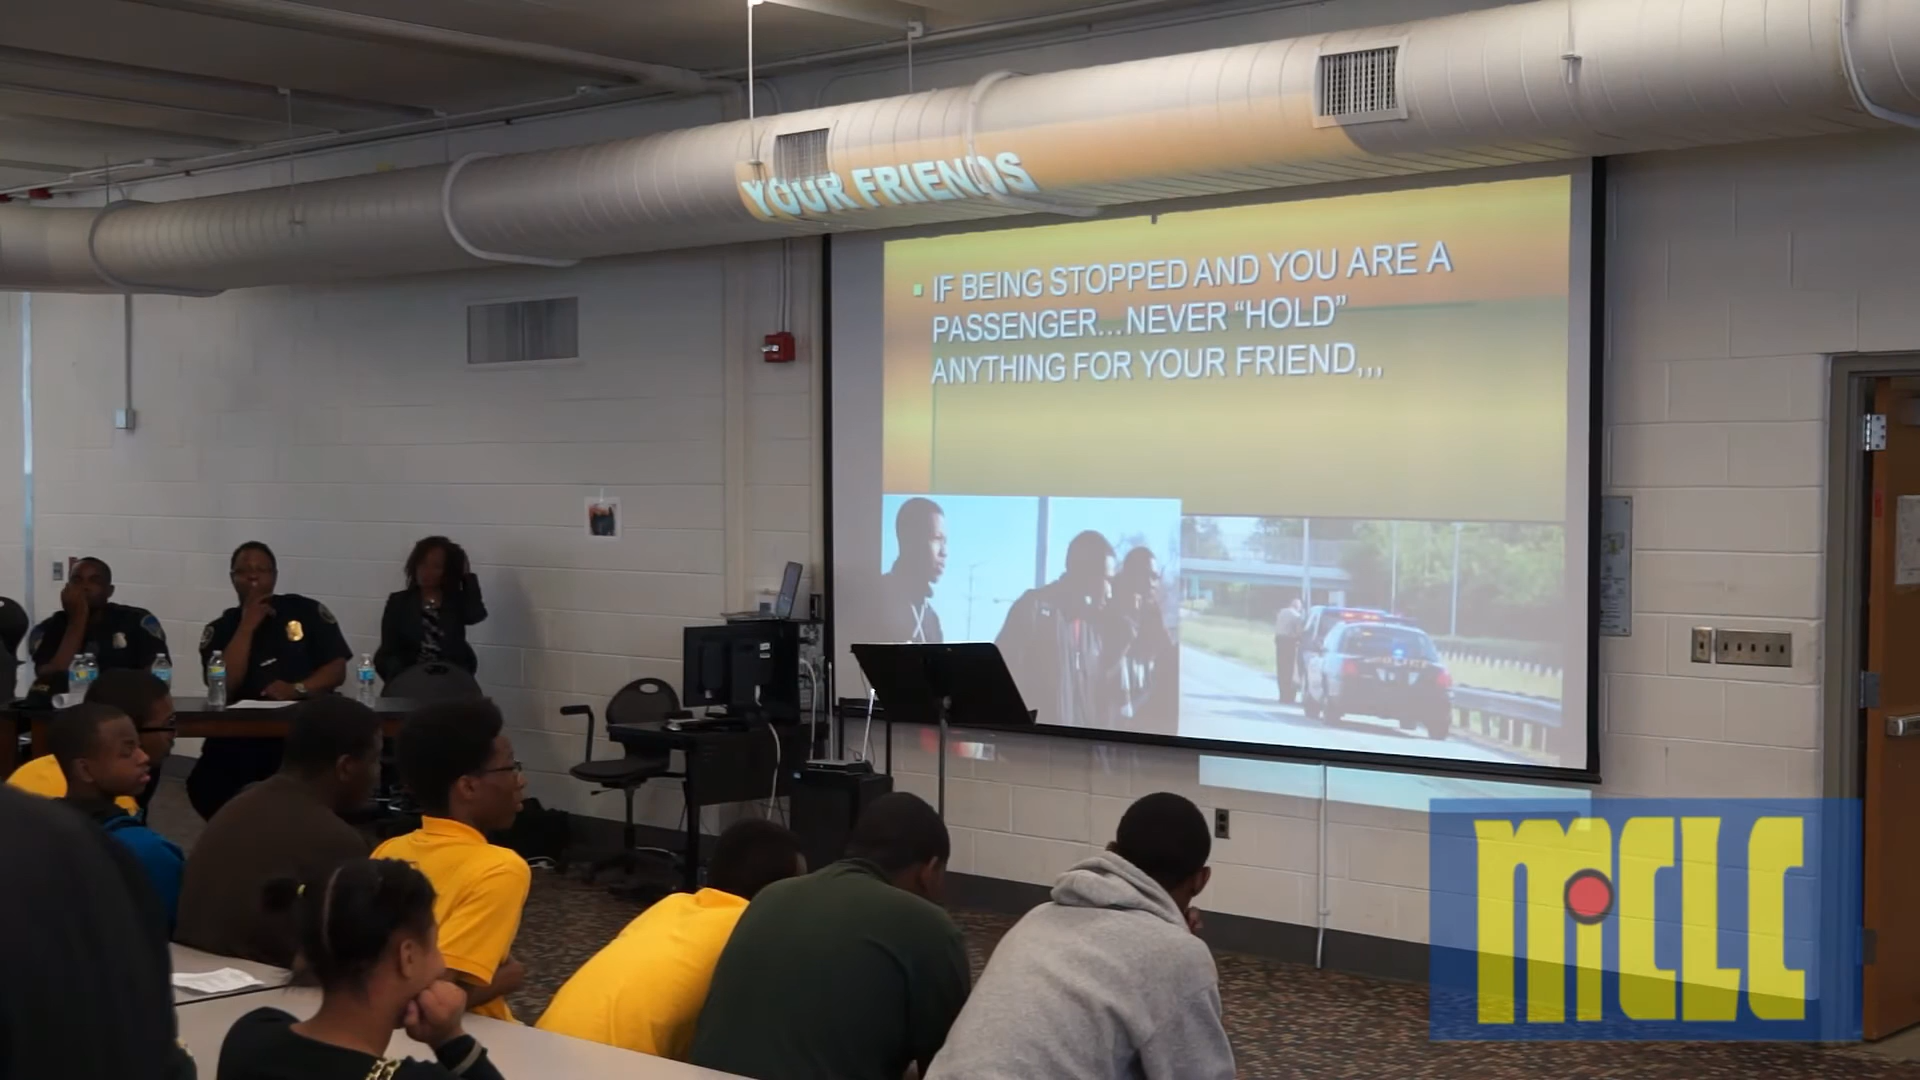 YOUR FRIENDS
IF BEING STOPPED AND YOU ARE A
PASSENGER...NEVER “HOLD”
ANYTHING FOR YOUR FRIEND,,,
MCLC